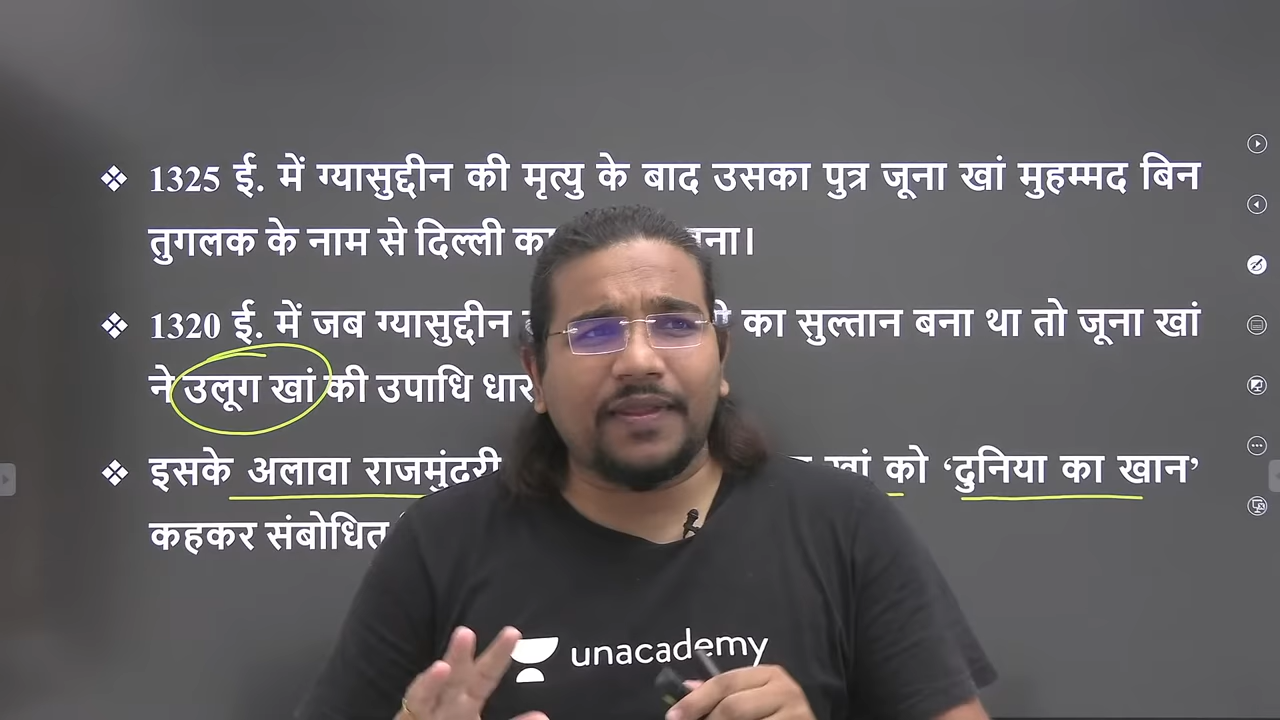 ❖ 1325 ई. में ग्यासुद्दीन की मृत्यु के बाद उसका पुत्र जूना खां मुहम्मद बिन
तुगलक के नाम से दिल्ली का
❖ 1320 ई. में जब ग्यासुद्दीन का सुल्तान बना था तो जूना खां
ने उलूग खां की उपाधि
❖ इसके अलावा राजमुंदरी खां को ‘दुनिया का खान’
कहकर संबोधित
unacademy